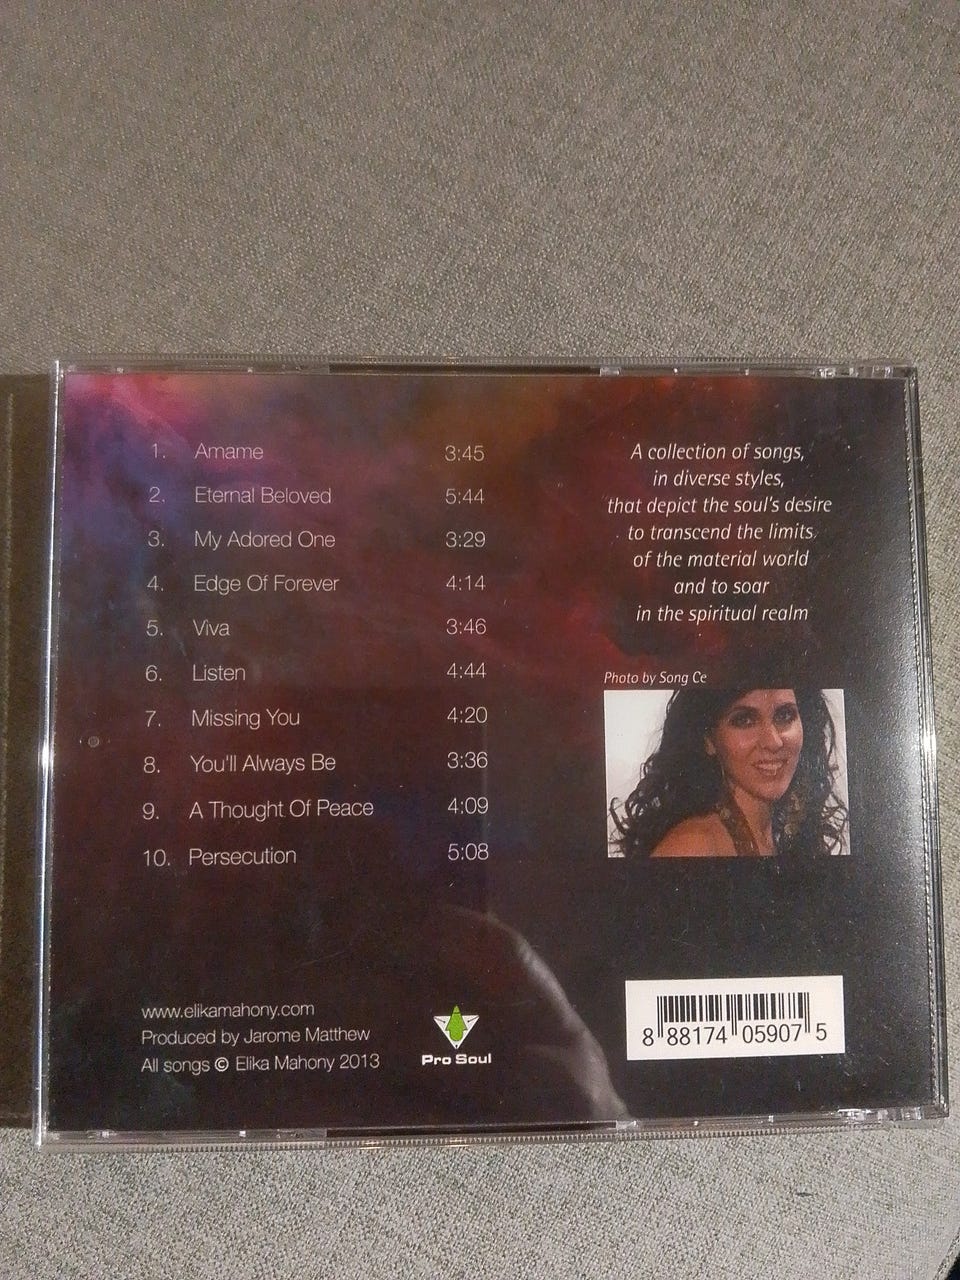 1. Amame 3:45
2. Eternal Beloved 5:44
3. My Adored One 3:29
4. Edge Of Forever 4:14
5. Viva 3:46
6. Listen 4:44
7. Missing You 4:20
8. You'll Always Be 3:36
9. A Thought Of Peace 4:09
10. Persecution 5:08
A collection of songs,
in diverse styles,
that depict the soul's desire
to transcend the limits
of the material world
and to soar
in the spiritual realm
Photo by Song Ce
www.elikamahony.com
Produced by Jarome Matthew
All songs © Elika Mahony 2013
Pro Soul
8 88174 05907 5